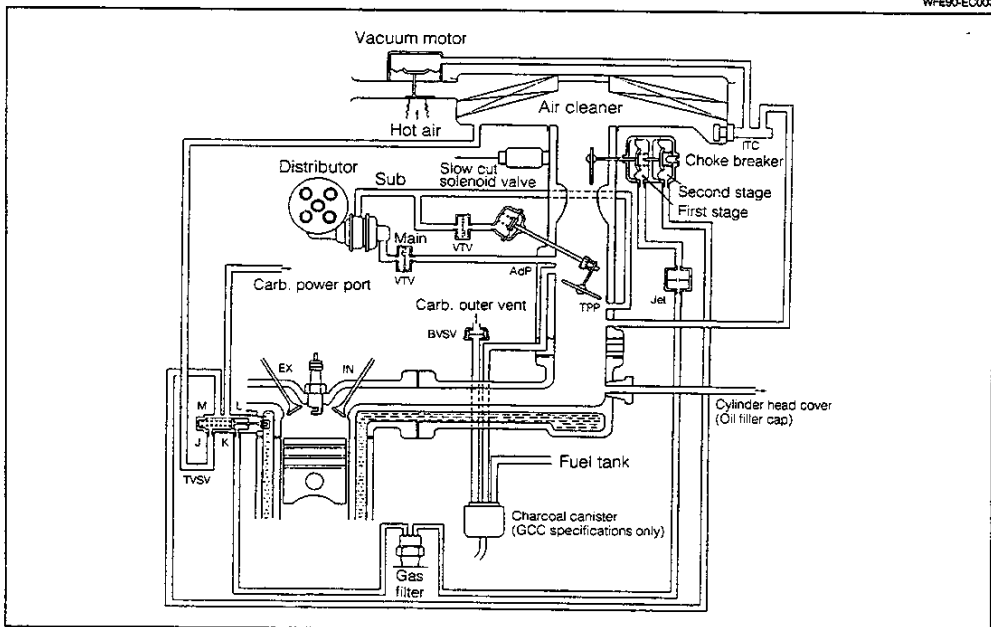 WFE90-EC003
Vacuum motor
Air cleaner
Hot air
ITC
Choke breaker
Slow cut
solenoid valve
Distributor
Sub
Second stage
First stage
Main
VTV
VTV
AdP
Carb. power port
TPP
Jet
Carb. outer vent
BVSV
EX
IN
M
L
J
K
TVSV
Cylinder head cover
(Oil filler cap)
Fuel tank
Charcoal canister
(GCC specifications only)
Gas
filter